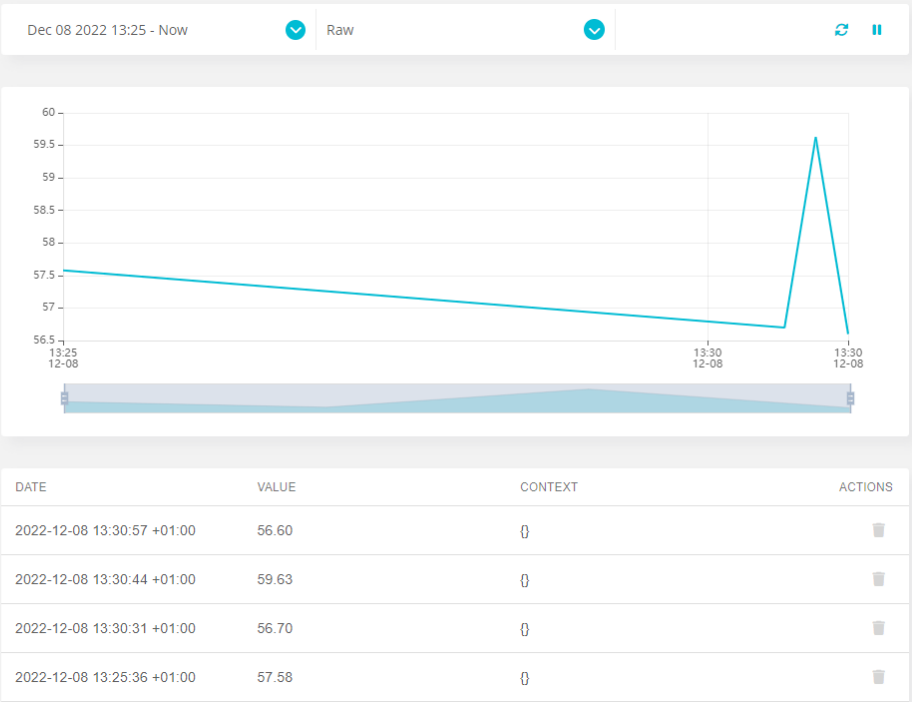 Dec 08 2022 13:25 - Now Raw
60
59.5
59
58.5
58
57.5
57
56.5
13:25 13:30 13:30
12-08 12-08 12-08
DATE VALUE CONTEXT ACTIONS
2022-12-08 13:30:57 +01:00 56.60 {}
2022-12-08 13:30:44 +01:00 59.63 {}
2022-12-08 13:30:31 +01:00 56.70 {}
2022-12-08 13:25:36 +01:00 57.58 {}